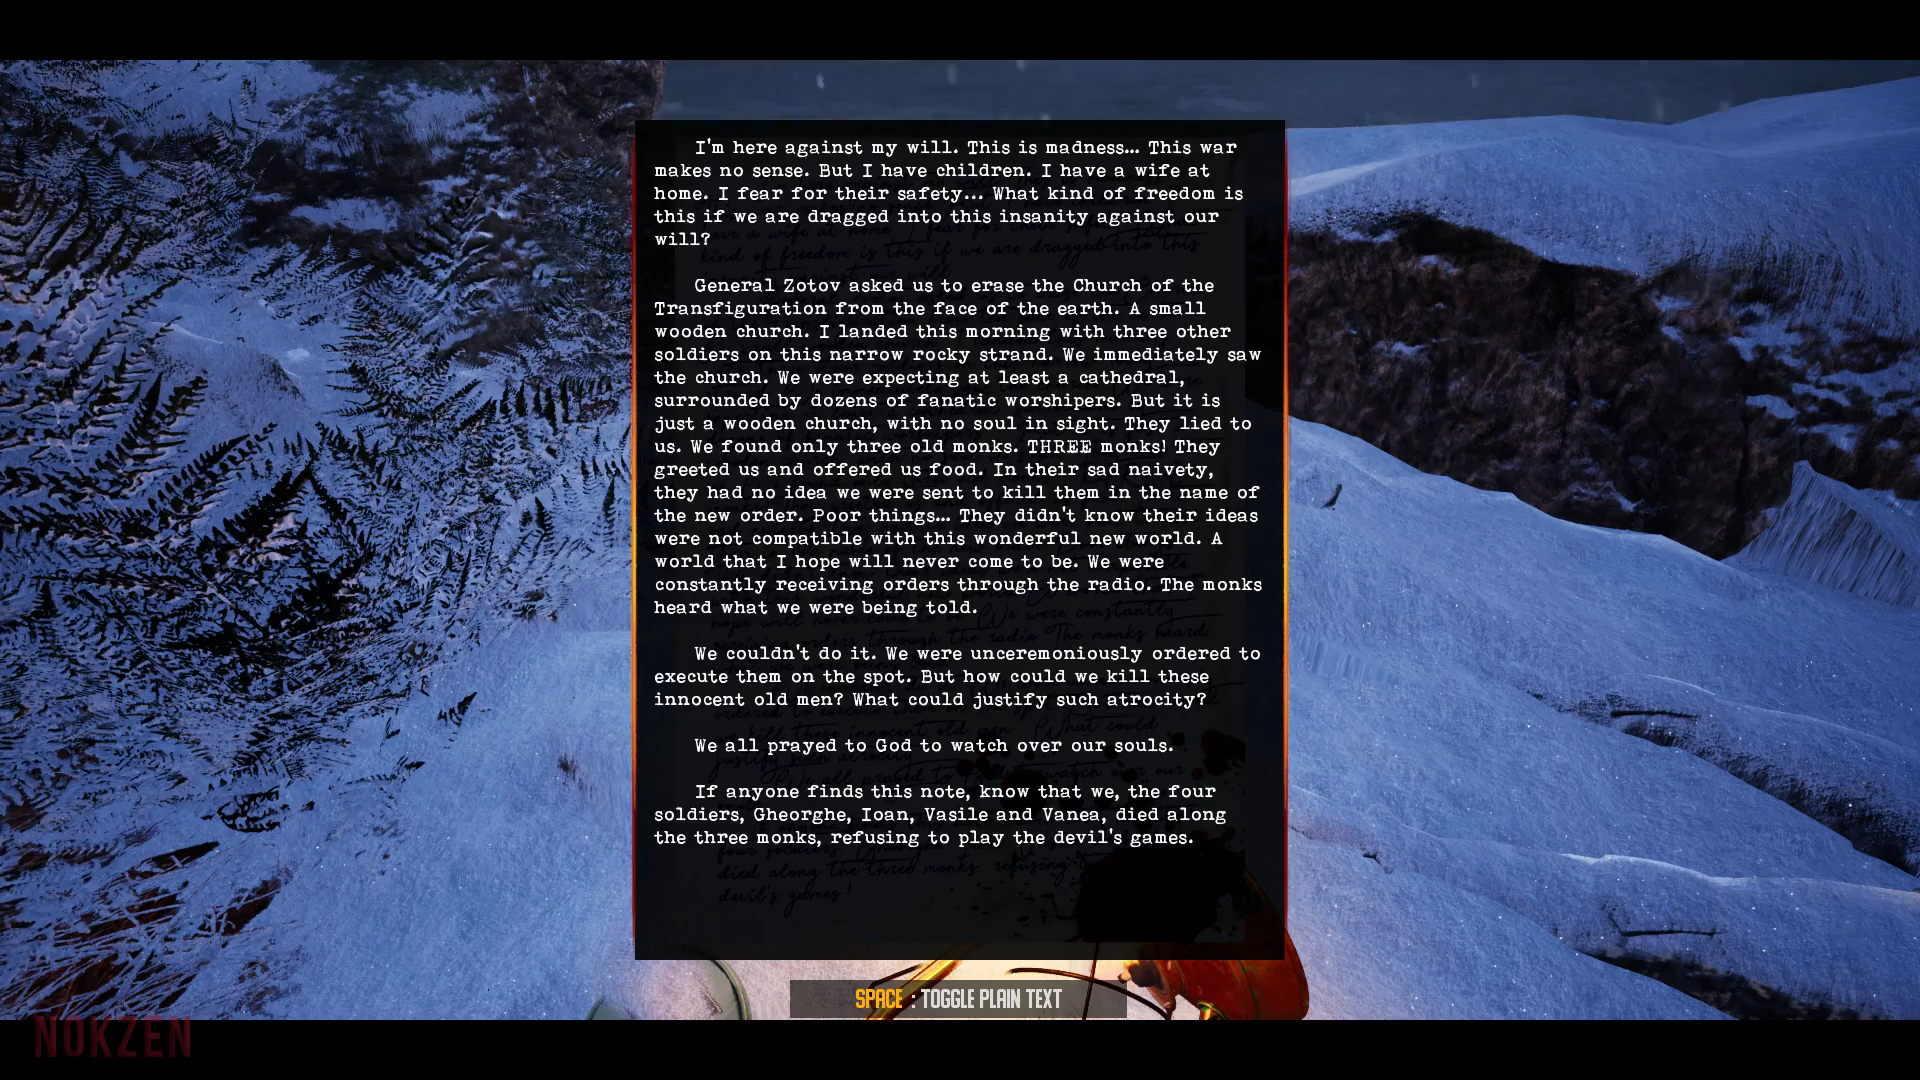 I'm here against my will. This is madness... This war
makes no sense. But I have children. I have a wife at
home. I fear for their safety... What kind of freedom is
this if we are dragged into this insanity against our
will?
General Zotov asked us to erase the Church of the
Transfiguration from the face of the earth. A small
wooden church. I landed this morning with three other
soldiers on this narrow rocky strand. We immediately saw
the church. We were expecting at least a cathedral,
surrounded by dozens of fanatic worshipers. But it is
just a wooden church, with no soul in sight. They lied to
us. We found only three old monks. THREE monks! They
greeted us and offered us food. In their sad naivety,
they had no idea we were sent to kill them in the name of
the new order. Poor things... They didn't know their ideas
were not compatible with this wonderful new world. A
world that I hope will never come to be. We were
constantly receiving orders through the radio. The monks
heard what we were being told.
We couldn't do it. We were unceremoniously ordered to
execute them on the spot. But how could we kill these
innocent old men? What could justify such atrocity?
We all prayed to God to watch over our souls.
If anyone finds this note, know that we, the four
soldiers, Gheorghe, Ioan, Vasile and Vanea, died along
the three monks, refusing to play the devil's games.
died along the three monks refusing
devil's games!
SPACE : TOGGLE PLAIN TEXT
NOKZEN